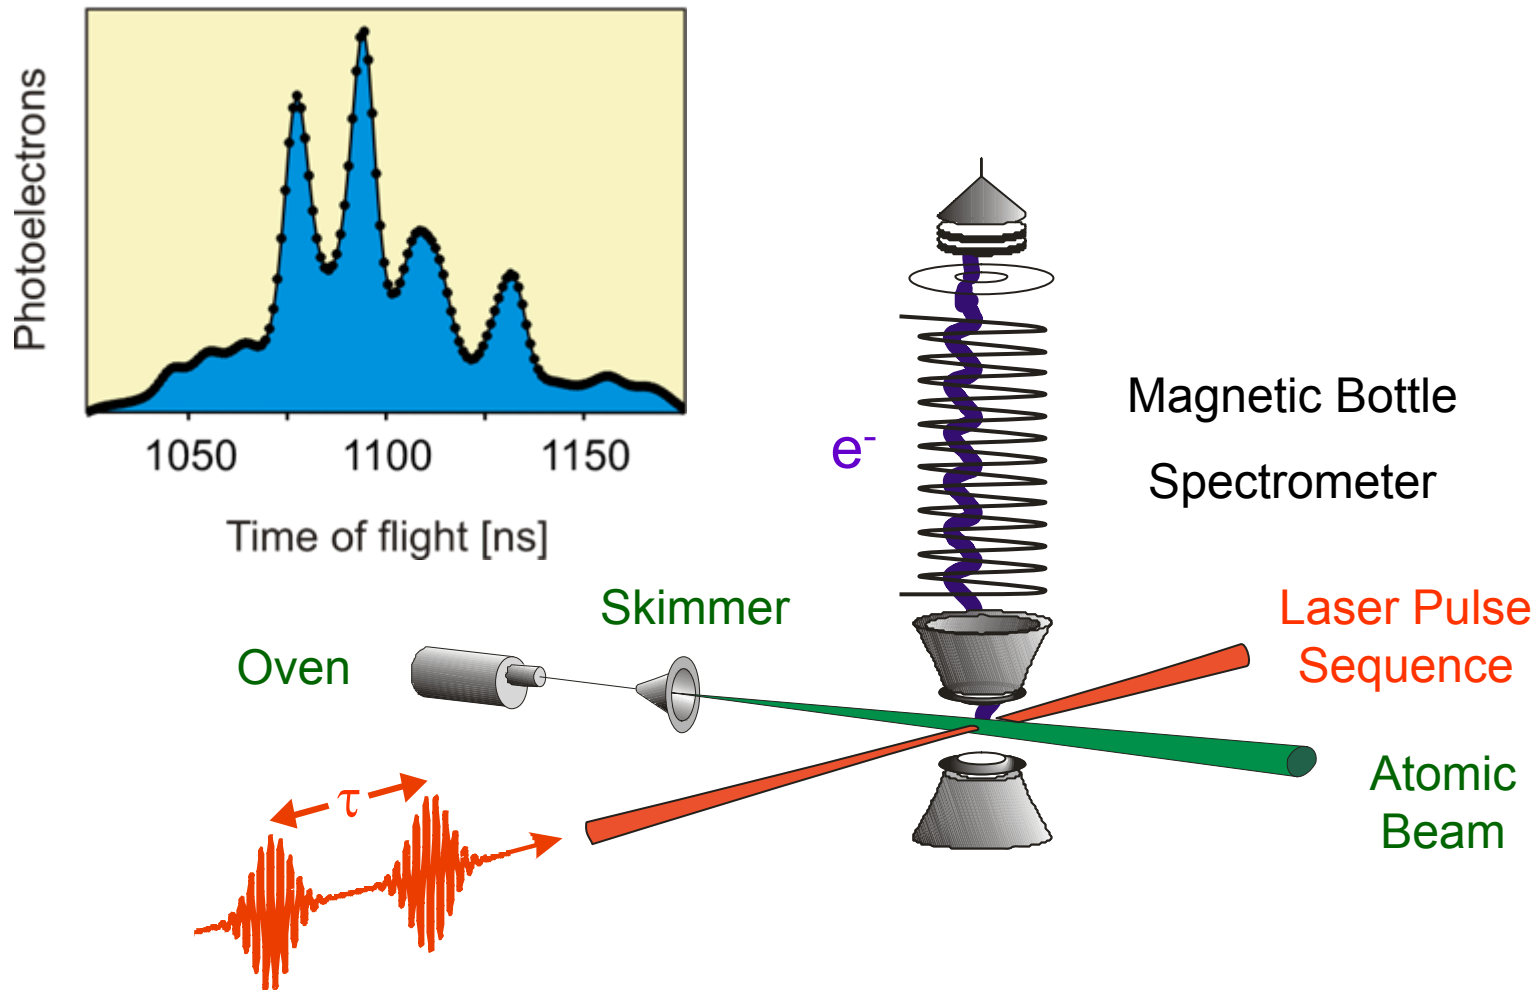 Photoelectrons
1050
1100
1150
Time of flight [ns]
e-
Magnetic Bottle
Spectrometer
Skimmer
Oven
Laser Pulse
Sequence
τ
Atomic
Beam